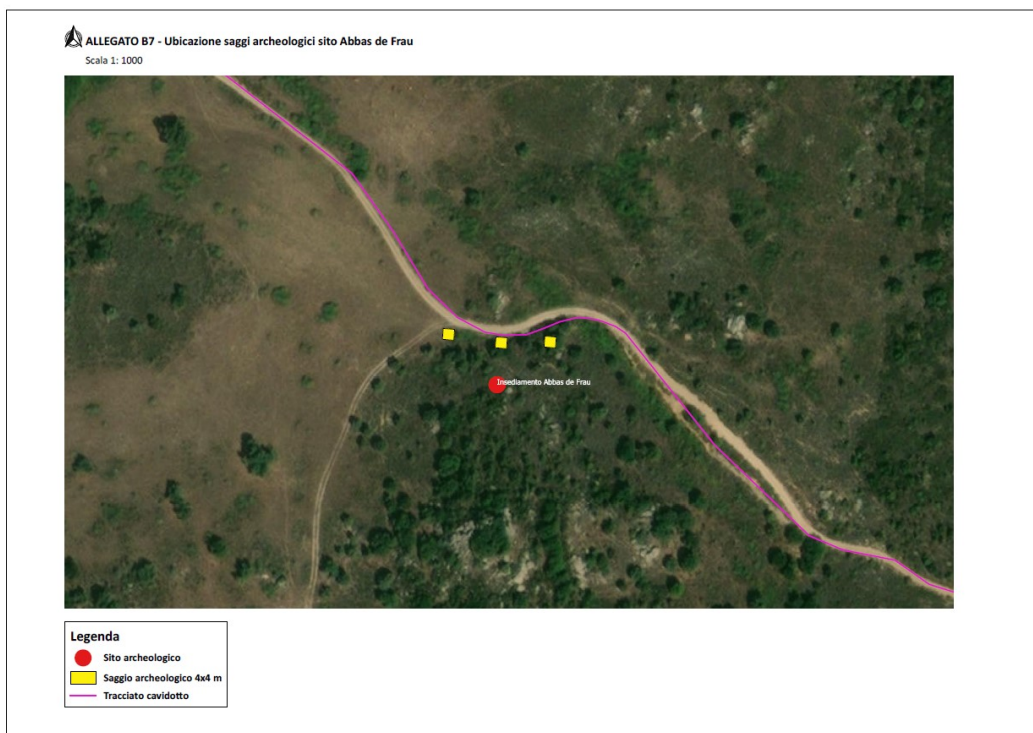 ALLEGATO B7 - Ubicazione saggi archeologici sito Abbas de Frau
Scala 1: 1000
Insediamento Abbas de Frau
Legenda
Sito archeologico
Saggio archeologico 4x4 m
Tracciato cavidotto